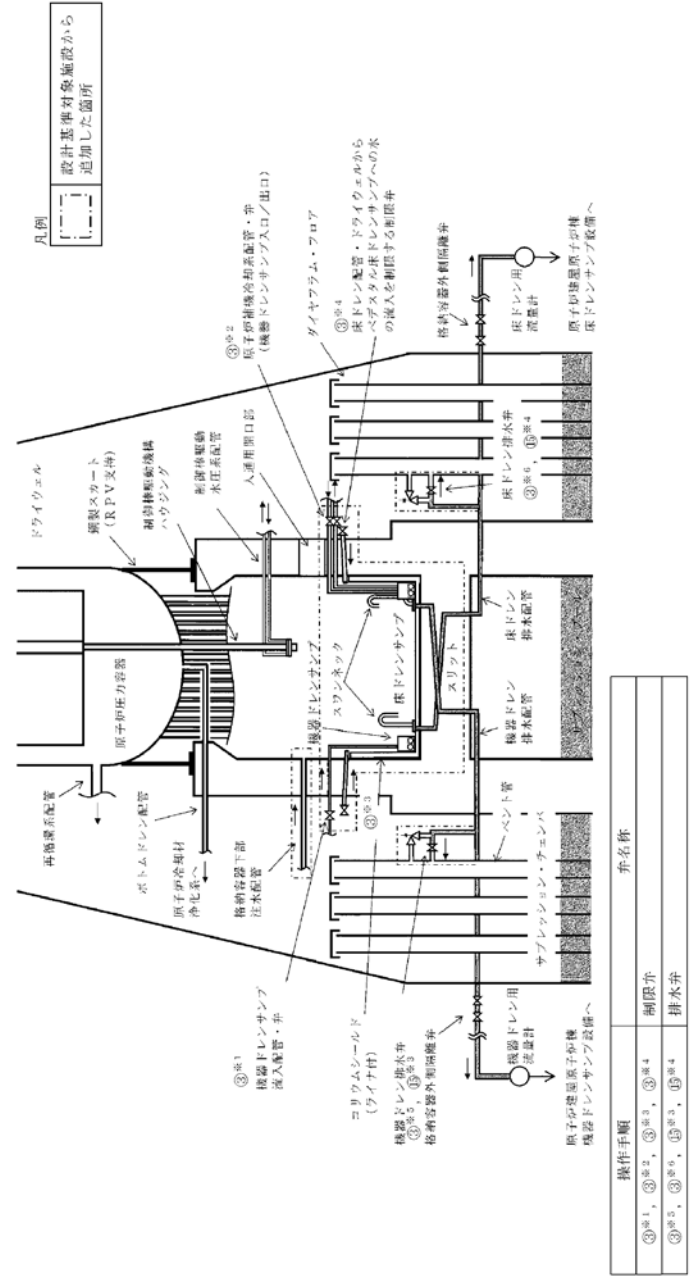 凡例
設計基準対象施設から
追加した箇所
ドライウェル
鋼製スカート
(RPV支持)
制御棒駆動機構
ハウジング
制御棒駆動
水圧系配管
人通用開口部
③※2
原子炉補機冷却系配管・弁
(機器ドレンサンプ入口/出口)
ダイヤフラム・フロア
③※4
床ドレン配管・ドライウェルから
ペデスタル床ドレンサンプへの水
の流入を制限する制限弁
格納容器外側隔離弁
床ドレン用
流量計
原子炉建屋原子炉棟
床ドレンサンプ設備へ
再循環系配管
ボトムドレン配管
原子炉冷却材
浄化系へ
格納容器下部
注水配管
原子炉圧力容器
機器ドレンサンプ
スワンネック
床ドレンサンプ
スリット
床ドレン排水弁
③※6, ⑮※4
機器ドレン
排水配管
床ドレン
排水配管
③※1
機器ドレンサンプ
流入配管・弁
③※3
コリウムシールド
(ライナ付)
機器ドレン排水弁
③※5, ⑮※3
格納容器外側隔離弁
ベント管
サプレッション・チェンバ
サプレッション・プール
機器ドレン用
流量計
原子炉建屋原子炉棟
機器ドレンサンプ設備へ
操作手順
弁名称
③※1, ③※2, ③※3, ③※4
制限弁
③※5, ③※6, ⑮※3, ⑮※4
排水弁